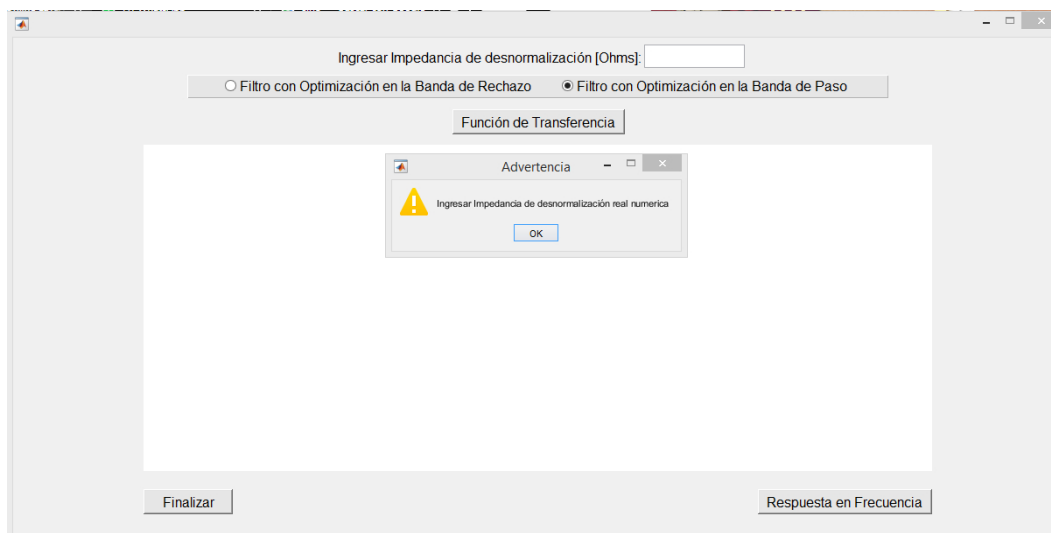 Ingresar Impedancia de desnormalización [Ohms]:
Filtro con Optimización en la Banda de Rechazo Filtro con Optimización en la Banda de Paso
Función de Transferencia
Advertencia
Ingresar Impedancia de desnormalización real numerica
OK
Finalizar Respuesta en Frecuencia